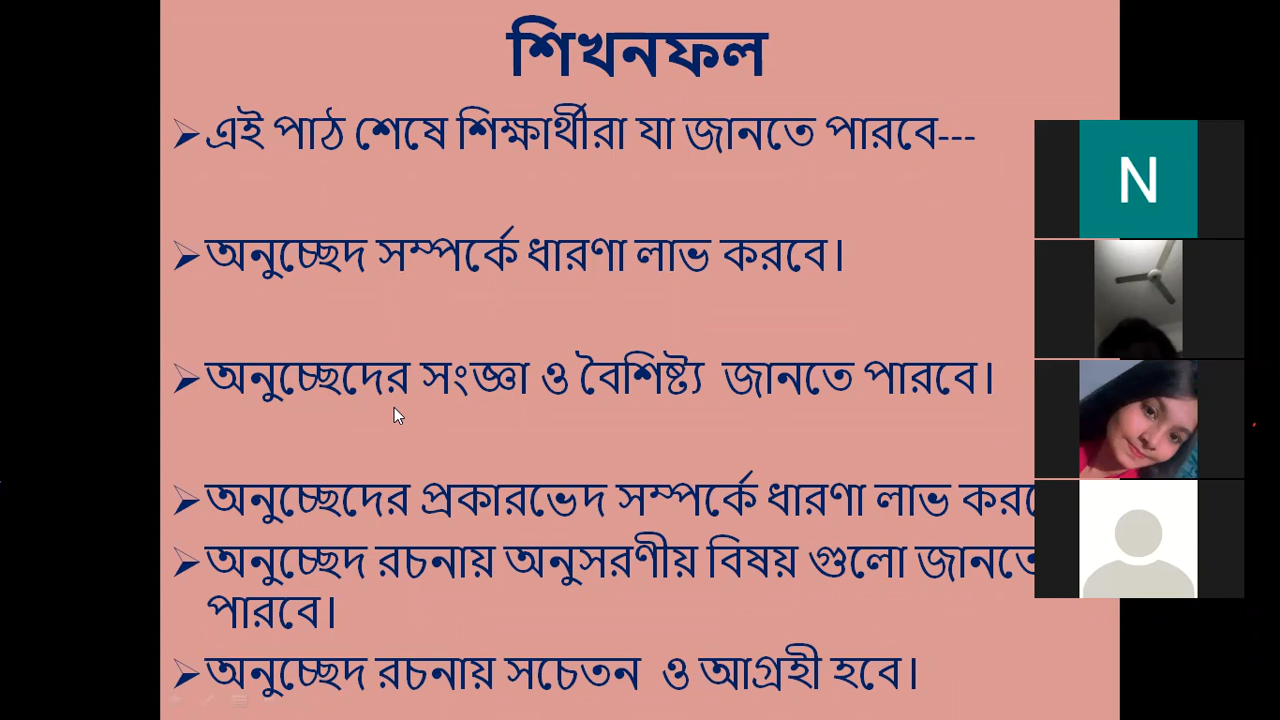 শিখনফল
➢এই পাঠ শেষে শিক্ষার্থীরা যা জানতে পারবে---
➢অনুচ্ছেদ সম্পর্কে ধারণা লাভ করবে।
➢অনুচ্ছেদের সংজ্ঞা ও বৈশিষ্ট্য জানতে পারবে।
➢অনুচ্ছেদের প্রকারভেদ সম্পর্কে ধারণা লাভ
➢অনুচ্ছেদ রচনায় অনুসরণীয় বিষয় গুলো জানতে
পারবে।
➢অনুচ্ছেদ রচনায় সচেতন ও আগ্রহী হবে।
N